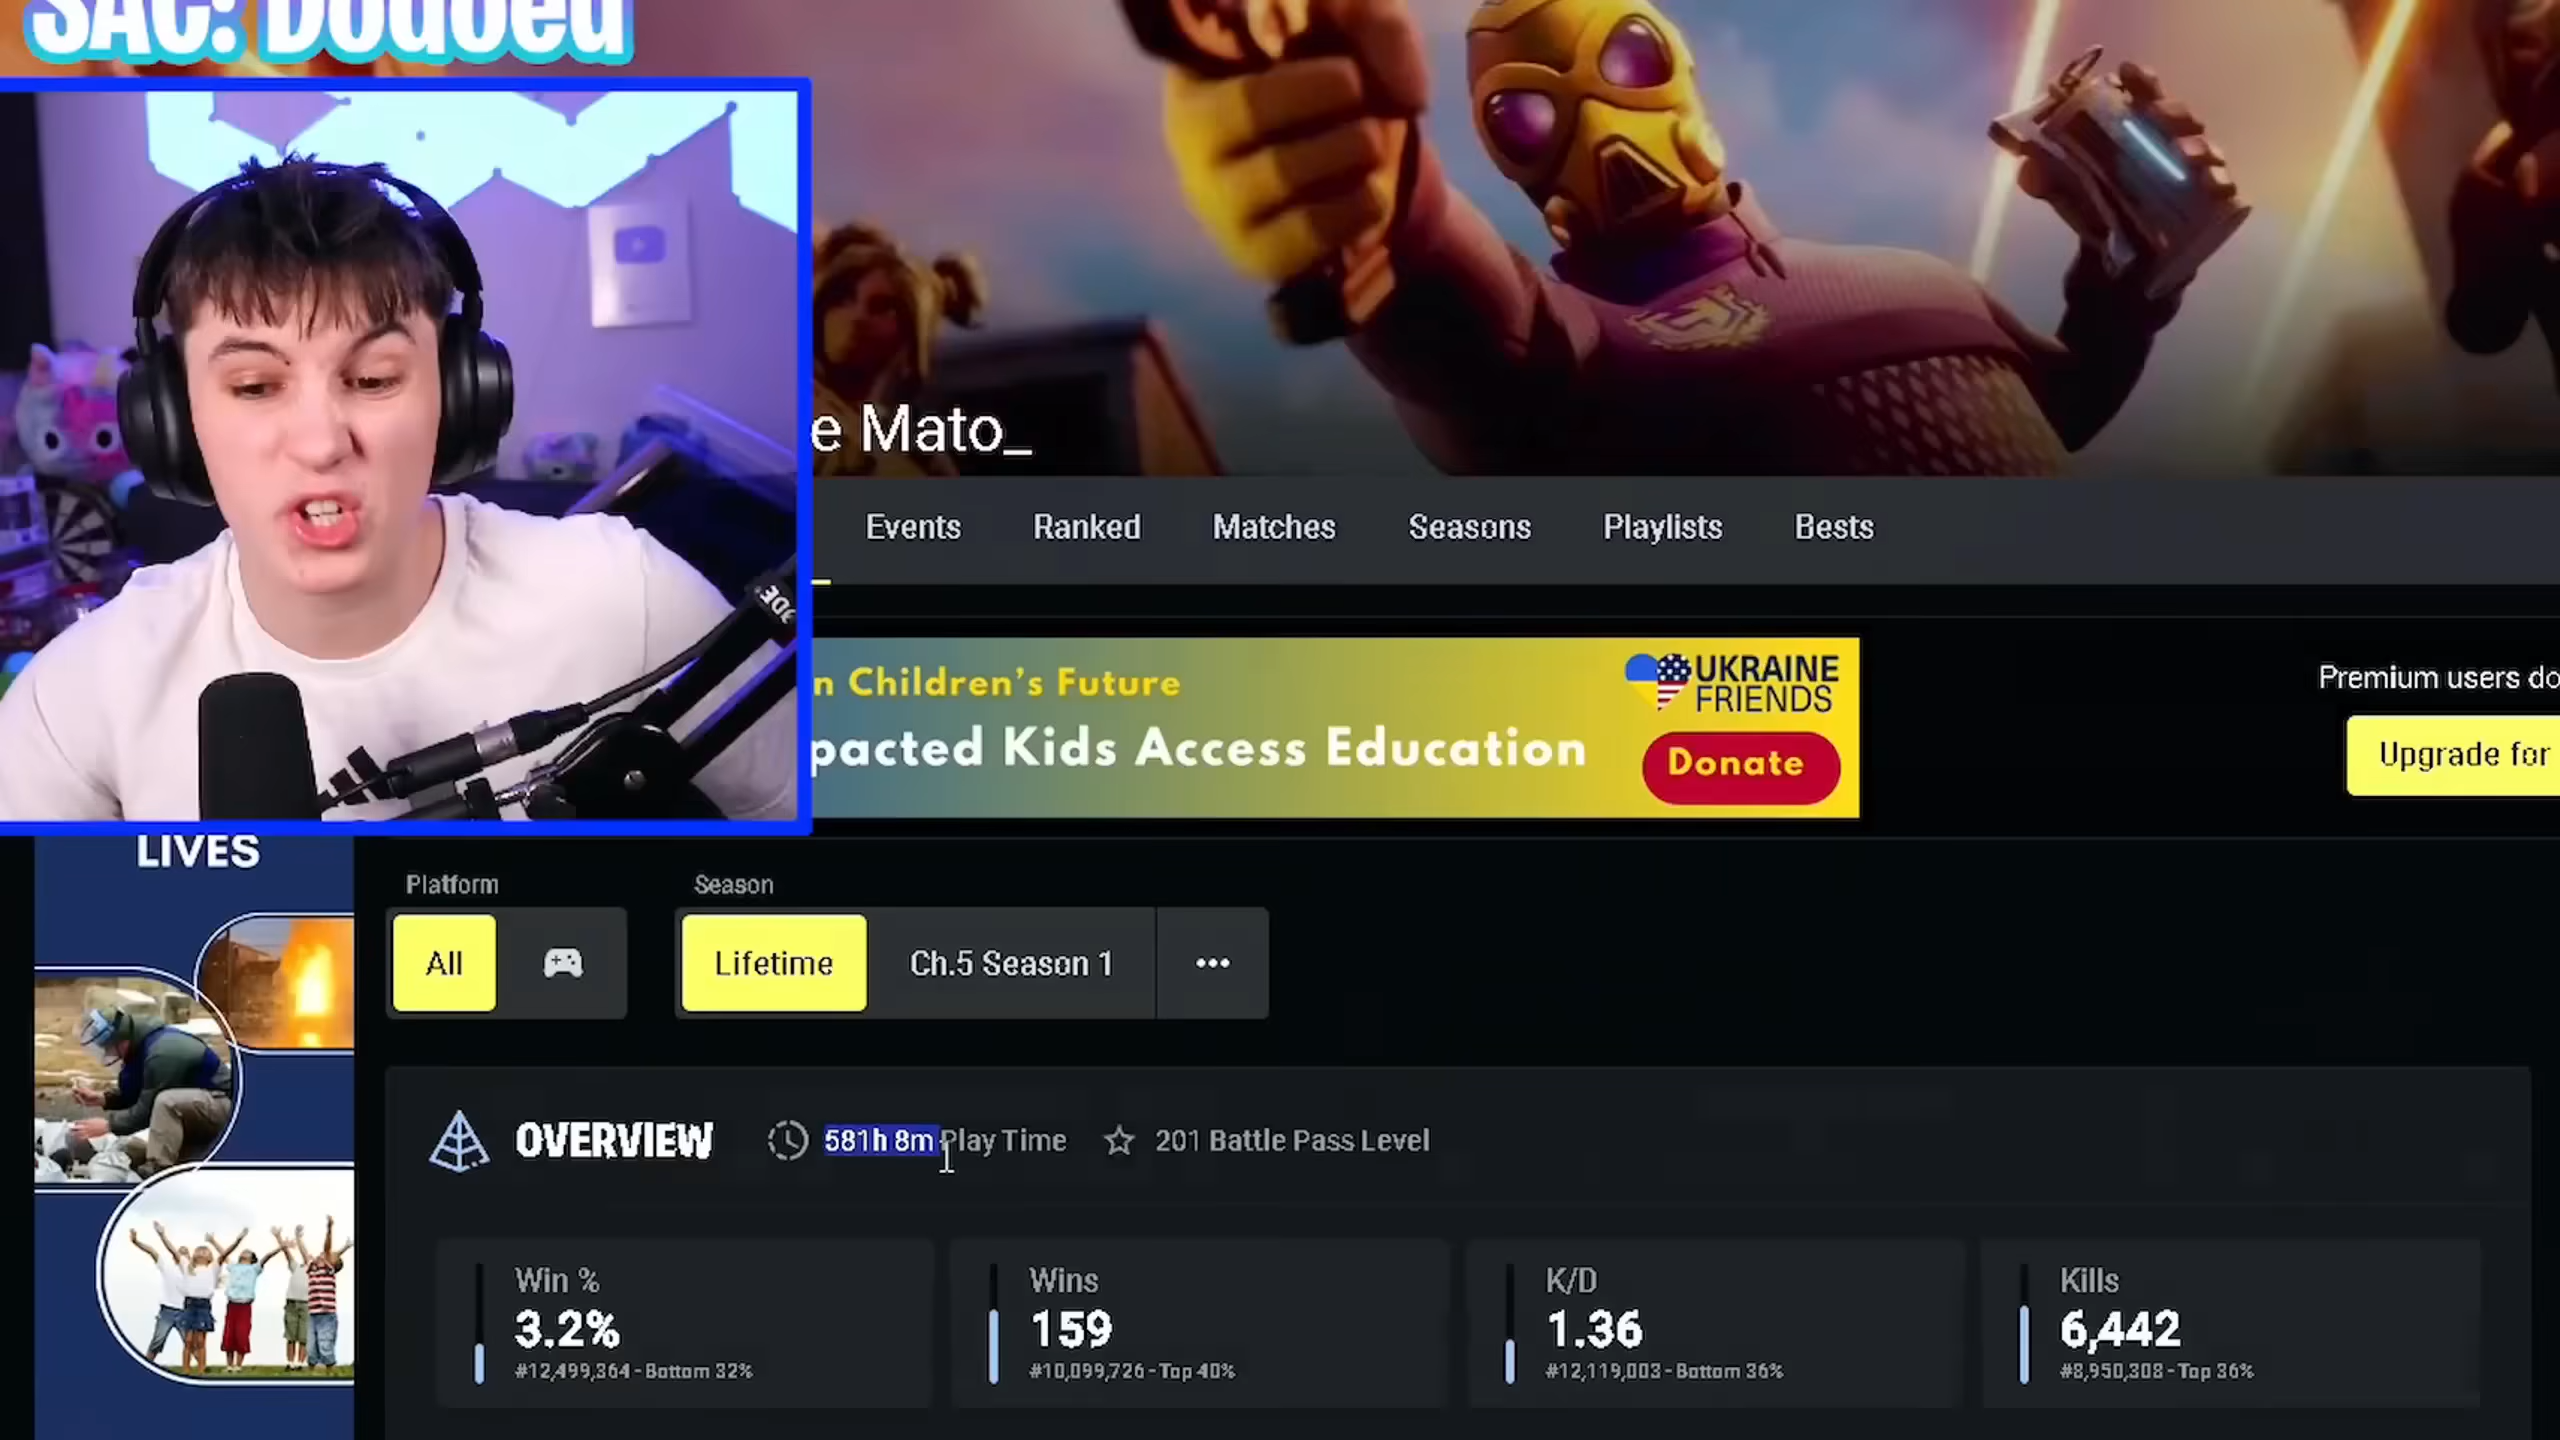 SAC: Dodoed
e Mato_
Events Ranked Matches Seasons Playlists Bests
n Children's Future
pacted Kids Access Education
UKRAINE
FRIENDS
Donate
Premium users do
Upgrade for
LIVES
Platform Season
All Lifetime Ch.5 Season 1 •••
OVERVIEW 581h 8m Play Time 201 Battle Pass Level
Win % Wins K/D Kills
3.2% 159 1.36 6,442
#12,499,364 - Bottom 32% #10,099,726 - Top 40% #12,119,003 - Bottom 36% #8,950,308 - Top 36%